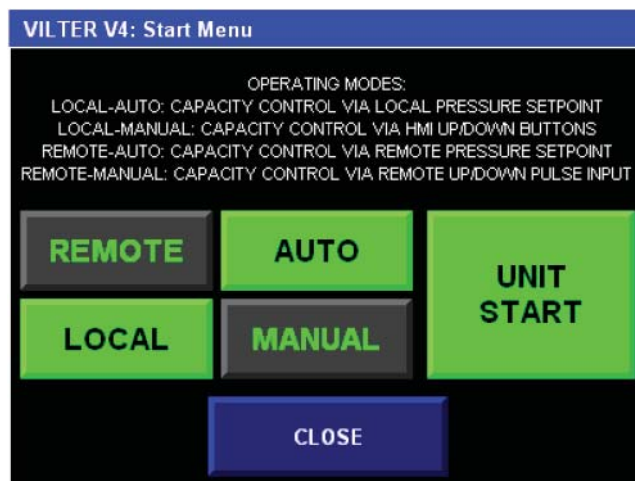 VILTER V4: Start Menu
OPERATING MODES:
LOCAL-AUTO: CAPACITY CONTROL VIA LOCAL PRESSURE SETPOINT
LOCAL-MANUAL: CAPACITY CONTROL VIA HMI UP/DOWN BUTTONS
REMOTE-AUTO: CAPACITY CONTROL VIA REMOTE PRESSURE SETPOINT
REMOTE-MANUAL: CAPACITY CONTROL VIA REMOTE UP/DOWN PULSE INPUT
REMOTE
AUTO
LOCAL
MANUAL
UNIT
START
CLOSE